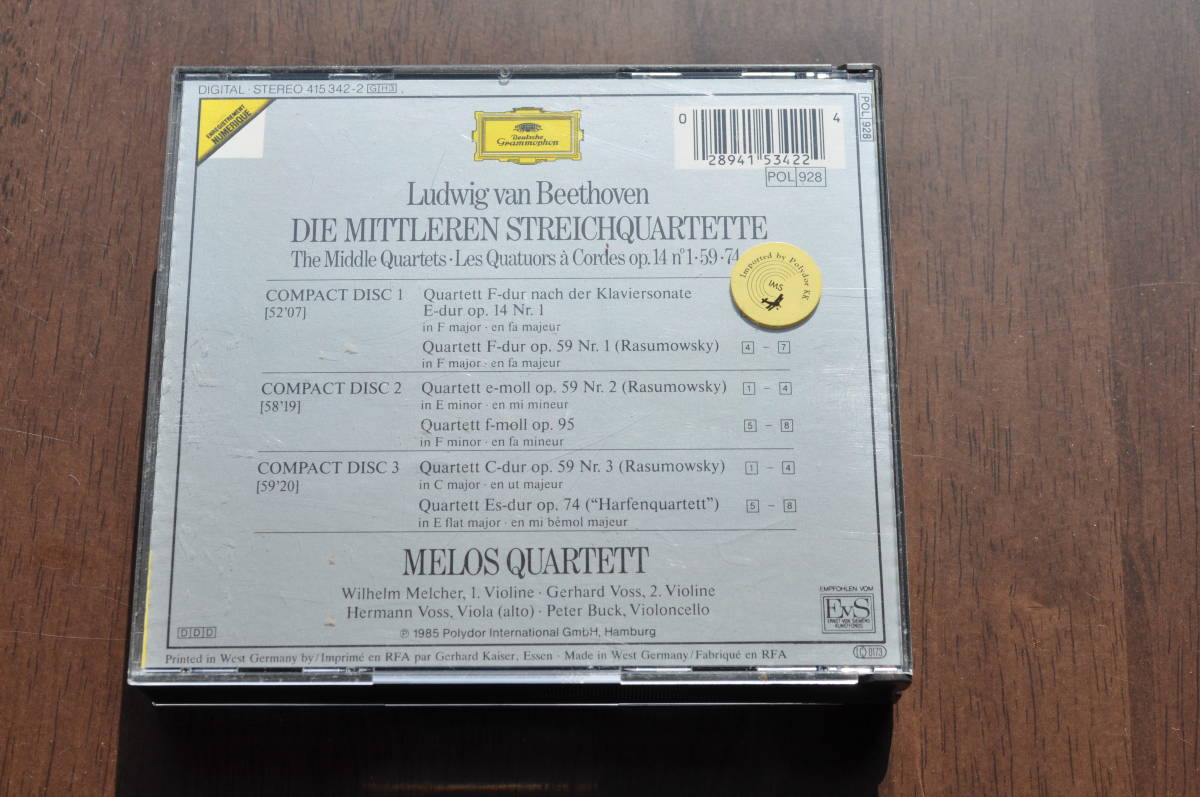 DIGITAL · STEREO 415 342-2 GH3
ENREGISTREMENT
NUMERIQUE
Deutsche
Grammophon
0
4
28941 53422
POL 928
POL 928
Ludwig van Beethoven
DIE MITTLEREN STREICHQUARTETTE
The Middle Quartets · Les Quatuors à Cordes op. 14 n° 1 · 59 · 74
Imported by Polydor K.K
IMS
COMPACT DISC 1 Quartett F-dur nach der Klaviersonate
[52'07] E-dur op. 14 Nr. 1
in F major · en fa majeur
Quartett F-dur op. 59 Nr. 1 (Rasumowsky) 4 – 7
in F major · en fa majeur
COMPACT DISC 2 Quartett e-moll op. 59 Nr. 2 (Rasumowsky) 1 – 4
[58'19] in E minor · en mi mineur
Quartett f-moll op. 95 5 – 8
in F minor · en fa mineur
COMPACT DISC 3 Quartett C-dur op. 59 Nr. 3 (Rasumowsky) 1 – 4
[59'20] in C major · en ut majeur
Quartett Es-dur op. 74 (“Harfenquartett”) 5 – 8
in E flat major · en mi bémol majeur
MELOS QUARTETT
Wilhelm Melcher, 1. Violine · Gerhard Voss, 2. Violine
Hermann Voss, Viola (alto) · Peter Buck, Violoncello
℗ 1985 Polydor International GmbH, Hamburg
EMPFOHLEN VOM
EvS
ERNST VON SIEMENS
DDD
Printed in West Germany by/Imprimé en RFA par Gerhard Kaiser, Essen · Made in West Germany/Fabriqué en RFA
LC 0173